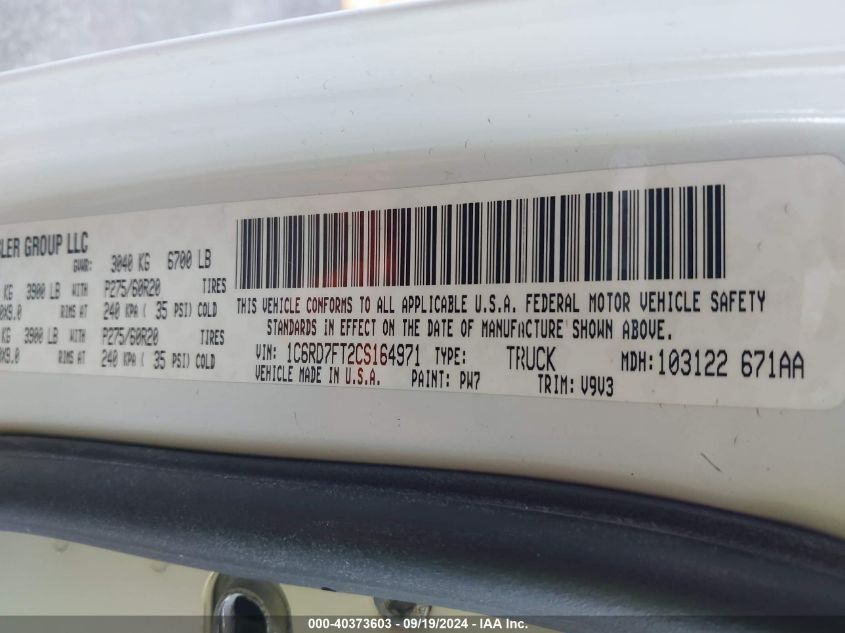 GROUP LLC
GVWR: 3040 KG 6700 LB
KG 3900 LB WITH P275/60R20 TIRES
RIMS AT 240 KPA ( 35 PSI) COLD
KG 3900 LB WITH P275/60R20 TIRES
RIMS AT 240 KPA ( 35 PSI) COLD
THIS VEHICLE CONFORMS TO ALL APPLICABLE U.S.A. FEDERAL MOTOR VEHICLE SAFETY
STANDARDS IN EFFECT ON THE DATE OF MANUFACTURE SHOWN ABOVE.
VIN: 1C6RD7FT2CS164971 TYPE: TRUCK MDH: 103122 671AA
VEHICLE MADE IN U.S.A. PAINT: PW7 TRIM: V9V3
000-40373603 - 09/19/2024 - IAA Inc.